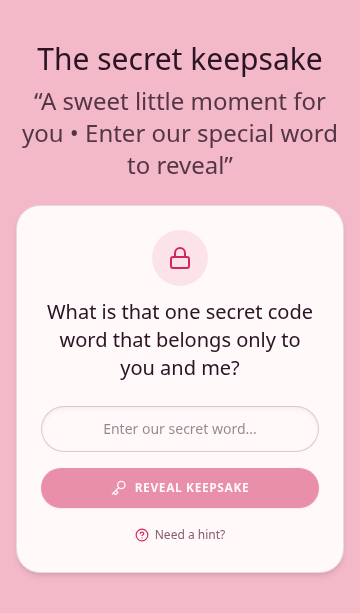 The secret keepsake
“A sweet little moment for
you • Enter our special word
to reveal”
What is that one secret code
word that belongs only to
you and me?
Enter our secret word...
REVEAL KEEPSAKE
Need a hint?